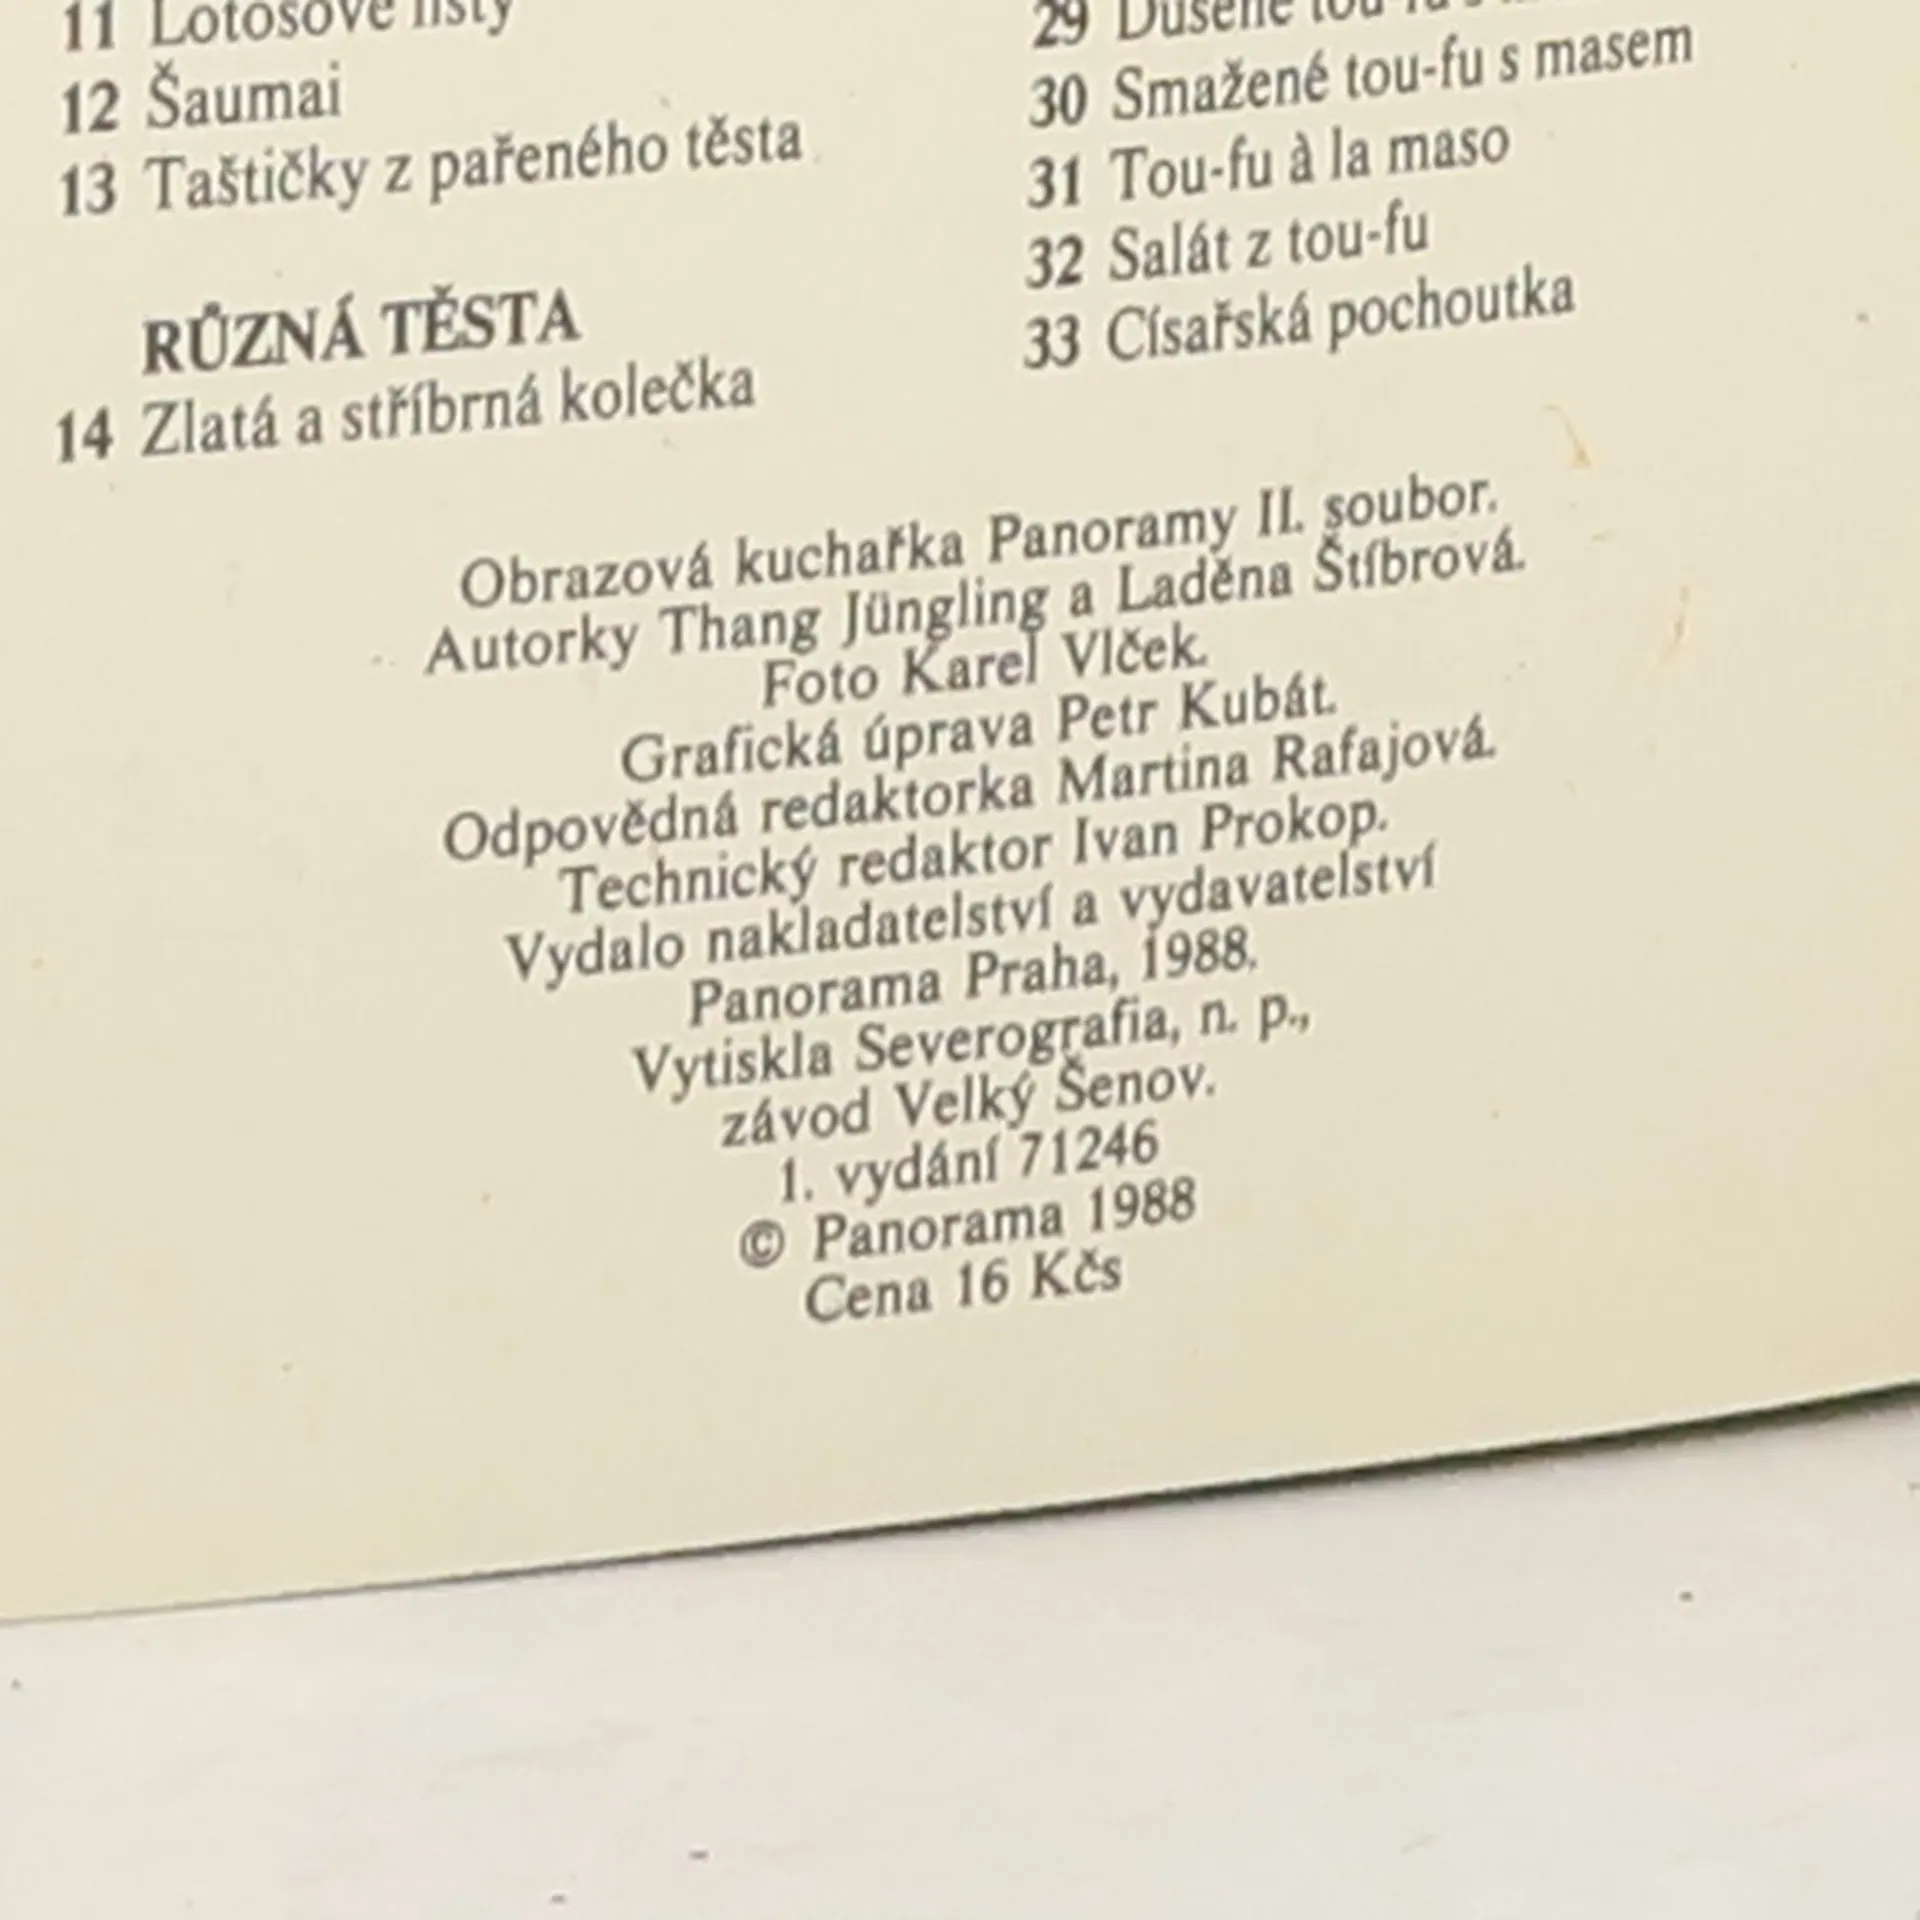 11 Lotosové listy
12 Šaumai
13 Taštičky z pařeného těsta
RŮZNÁ TĚSTA
14 Zlatá a stříbrná kolečka
29 Dušené tou-fu s
30 Smažené tou-fu s masem
31 Tou-fu à la maso
32 Salát z tou-fu
33 Císařská pochoutka
Obrazová kuchařka Panoramy II. soubor.
Autorky Thang Jüngling a Laděna Štíbrová.
Foto Karel Vlček.
Grafická úprava Petr Kubát.
Odpovědná redaktorka Martina Rafajová.
Technický redaktor Ivan Prokop.
Vydalo nakladatelství a vydavatelství
Panorama Praha, 1988.
Vytiskla Severografia, n. p.,
závod Velký Šenov.
1. vydání 71246
© Panorama 1988
Cena 16 Kčs